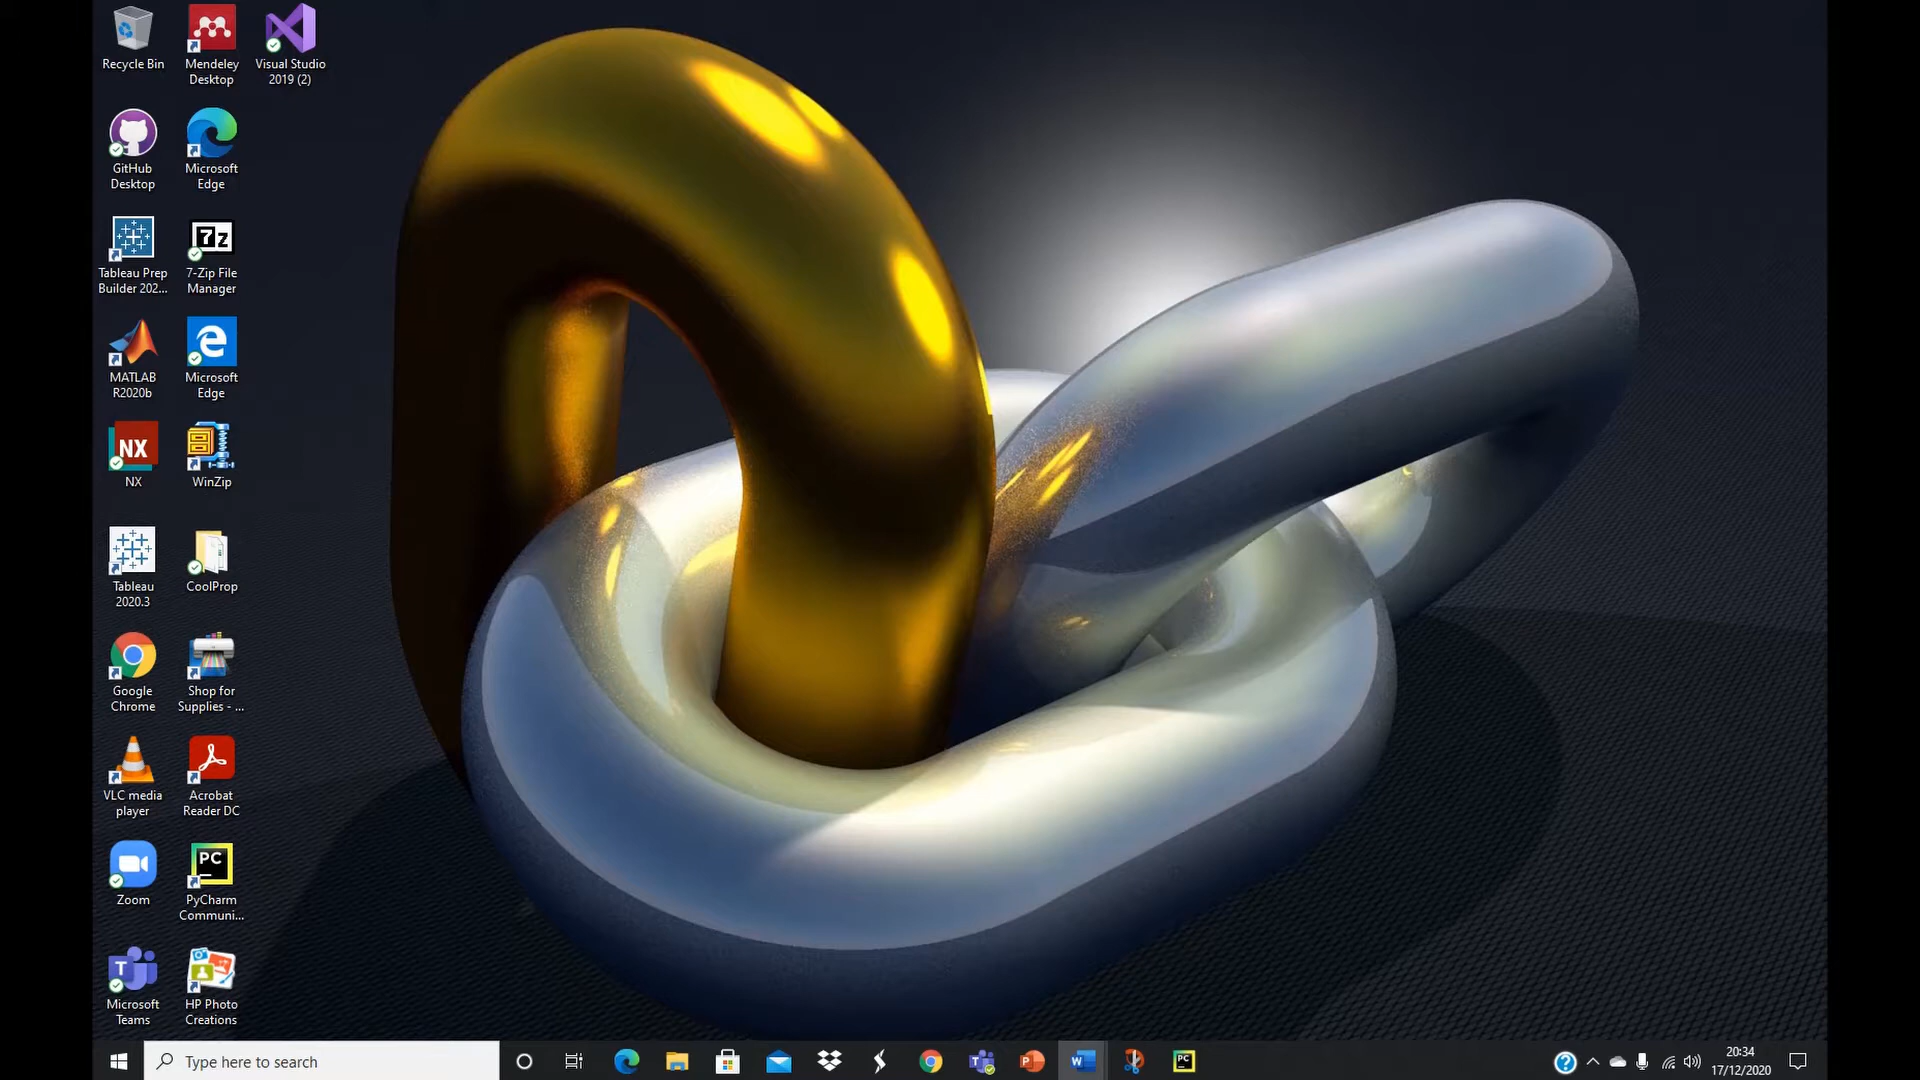 Recycle Bin
Mendeley
Desktop
Visual Studio
2019 (2)
GitHub
Desktop
Microsoft
Edge
Tableau Prep
Builder 202...
7z
7-Zip File
Manager
MATLAB
R2020b
Microsoft
Edge
NX
NX
WinZip
Tableau
2020.3
CoolProp
Google
Chrome
Shop for
Supplies - ...
VLC media
player
Acrobat
Reader DC
Zoom
PC
PyCharm
Communi...
T
Microsoft
Teams
HP Photo
Creations
Type here to search
T
P
W
PC
?
20:34
17/12/2020